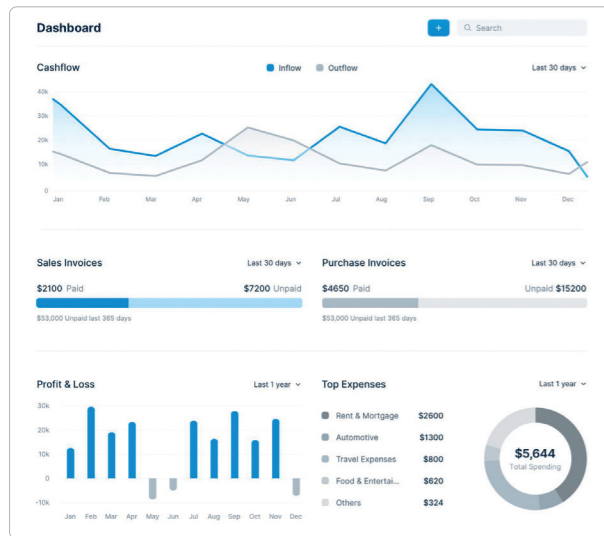 Dashboard
+ Search
Cashflow
Inflow Outflow
Last 30 days
40k
30k
20k
10k
0
Jan Feb Mar Apr May Jun Jul Aug Sep Oct Nov Dec
Sales Invoices
Last 30 days
$2100 Paid
$7200 Unpaid
$53,000 Unpaid last 365 days
Purchase Invoices
Last 30 days
$4650 Paid
Unpaid $15200
$53,000 Unpaid last 365 days
Profit & Loss
Last 1 year
30k
20k
10k
0
-10k
Jan Feb Mar Apr May Jun Jul Aug Sep Oct Nov Dec
Top Expenses
Last 1 year
Rent & Mortgage $2600
Automotive $1300
Travel Expenses $800
Food & Entertai... $620
Others $324
$5,644
Total Spending